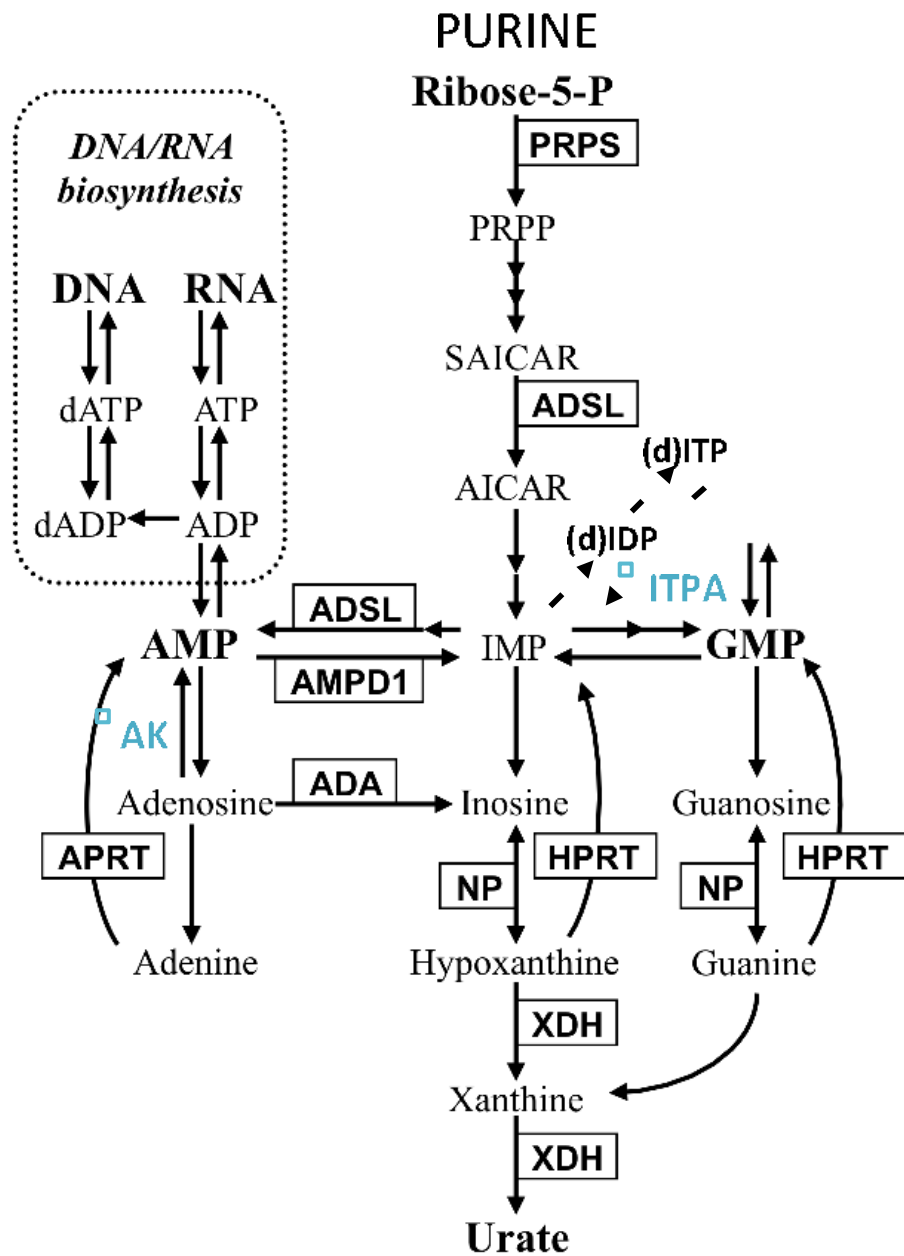 PURINE
Ribose-5-P
PRPS
DNA/RNA
biosynthesis
PRPP
DNA RNA
SAICAR
ADSL
dATP ATP
(d)ITP
AICAR
dADP ADP
(d)IDP
ITPA
ADSL
AMP IMP GMP
AMPD1
AK
ADA
Adenosine Inosine Guanosine
APRT HPRT HPRT
NP NP
Adenine Hypoxanthine Guanine
XDH
Xanthine
XDH
Urate